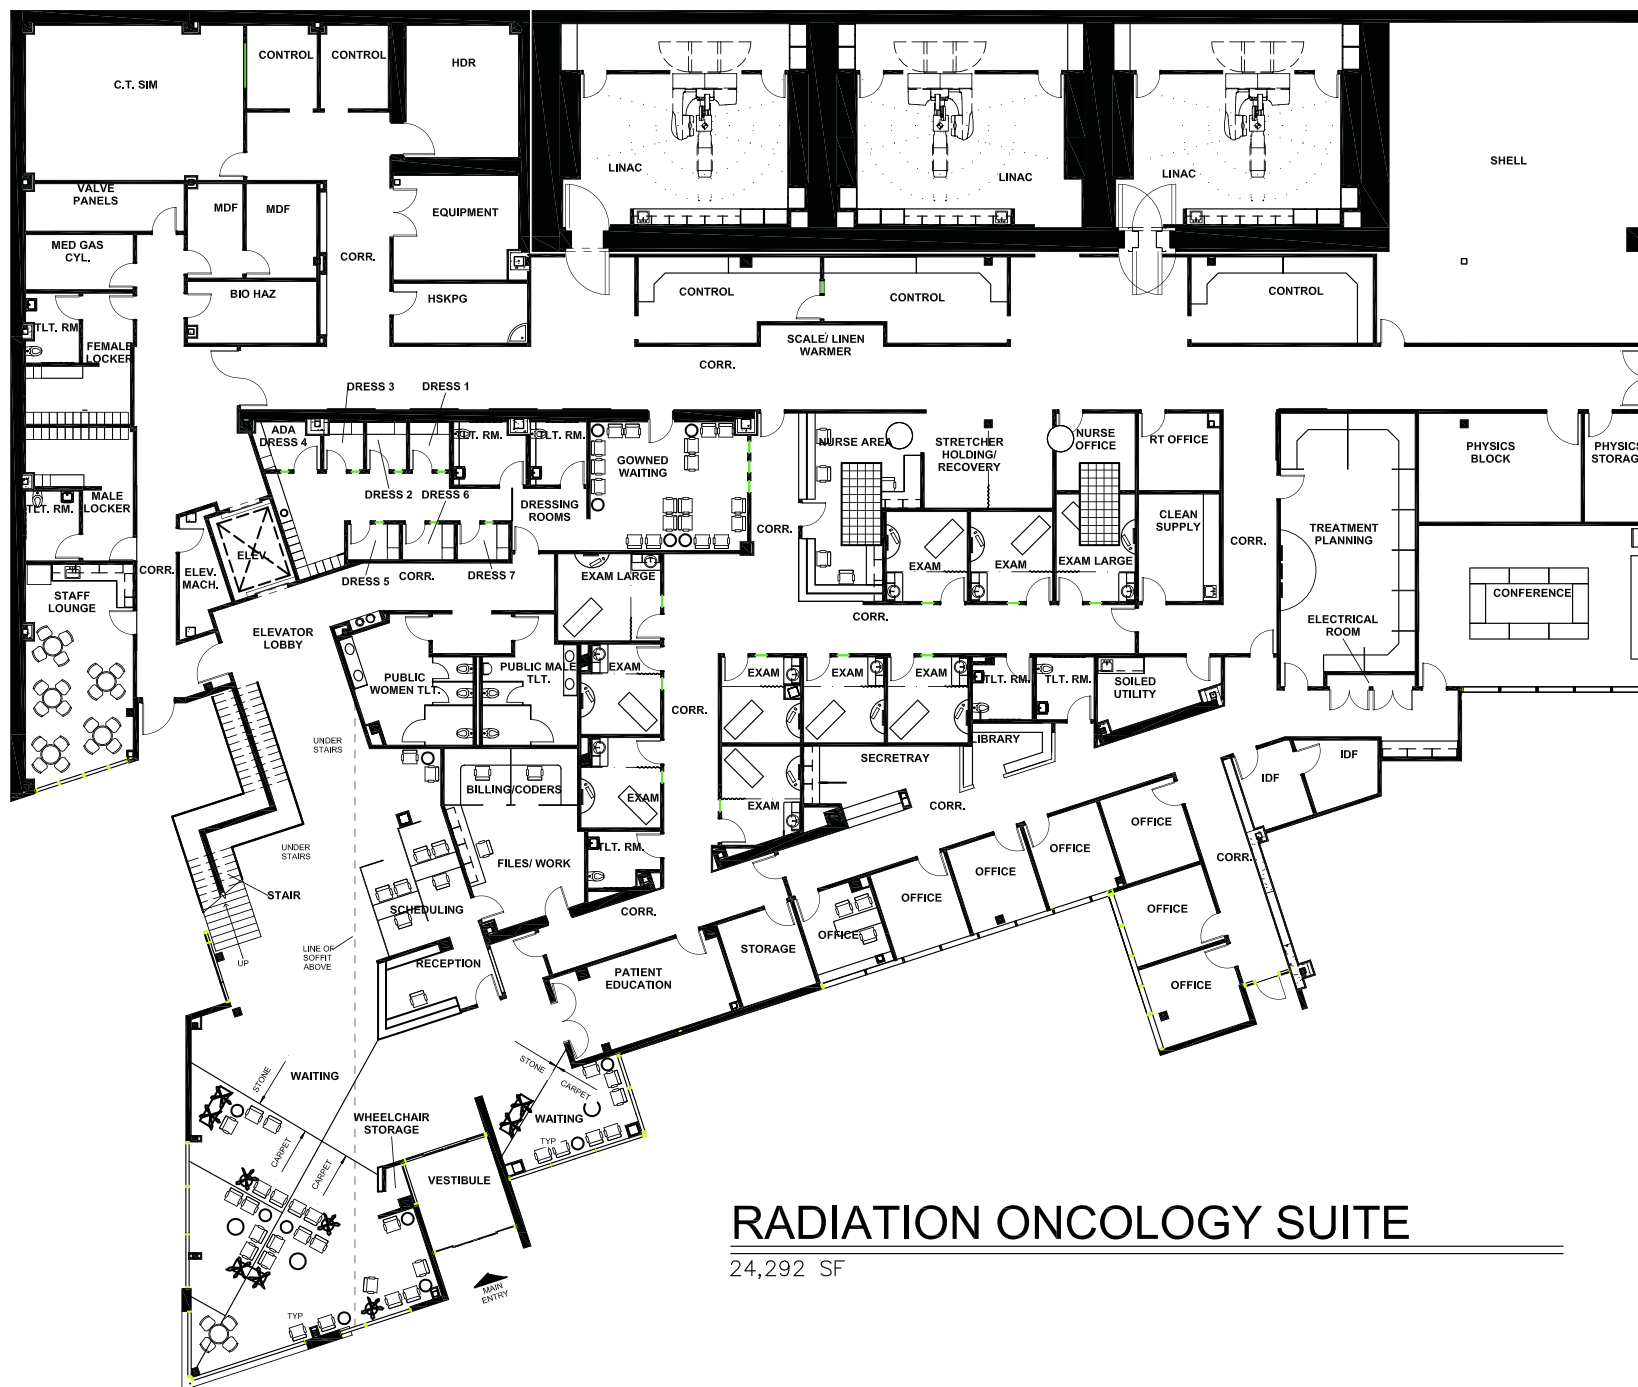 CONTROL
CONTROL
HDR
C.T. SIM
LINAC
LINAC
LINAC
SHELL
VALVE
PANELS
MDF
MDF
EQUIPMENT
MED GAS
CYL.
CORR.
BIO HAZ
HSKPG
CONTROL
CONTROL
CONTROL
TLT. RM
FEMALE
LOCKER
SCALE/ LINEN
WARMER
CORR.
DRESS 3
DRESS 1
ADA
DRESS 4
TLT. RM.
TLT. RM.
GOWNED
WAITING
NURSE AREA
STRETCHER
HOLDING/
RECOVERY
NURSE
OFFICE
RT OFFICE
PHYSICS
BLOCK
PHYSICS
STORAG
DRESS 2
DRESS 6
DRESSING
ROOMS
MALE
LOCKER
TLT. RM.
CORR.
CLEAN
SUPPLY
TREATMENT
PLANNING
CORR.
ELEV.
CORR.
ELEV.
MACH.
DRESS 5
CORR.
DRESS 7
EXAM LARGE
EXAM
EXAM
EXAM LARGE
STAFF
LOUNGE
CONFERENCE
CORR.
ELECTRICAL
ROOM
ELEVATOR
LOBBY
PUBLIC
WOMEN TLT.
PUBLIC MALE
TLT.
EXAM
EXAM
EXAM
EXAM
TLT. RM.
TLT. RM.
SOILED
UTILITY
CORR.
UNDER
STAIRS
LIBRARY
SECRETRAY
IDF
IDF
BILLING/CODERS
EXAM
EXAM
CORR.
OFFICE
UNDER
STAIRS
FILES/ WORK
TLT. RM.
OFFICE
CORR.
OFFICE
STAIR
SCHEDULING
OFFICE
OFFICE
CORR.
OFFICE
STORAGE
LINE OF
SOFFIT
ABOVE
UP
RECEPTION
PATIENT
EDUCATION
OFFICE
STONE
WAITING
STONE
CARPET
WHEELCHAIR
STORAGE
WAITING
TYP
CARPET
CARPET
VESTIBULE
MAIN
ENTRY
TYP
RADIATION ONCOLOGY SUITE
24,292 SF